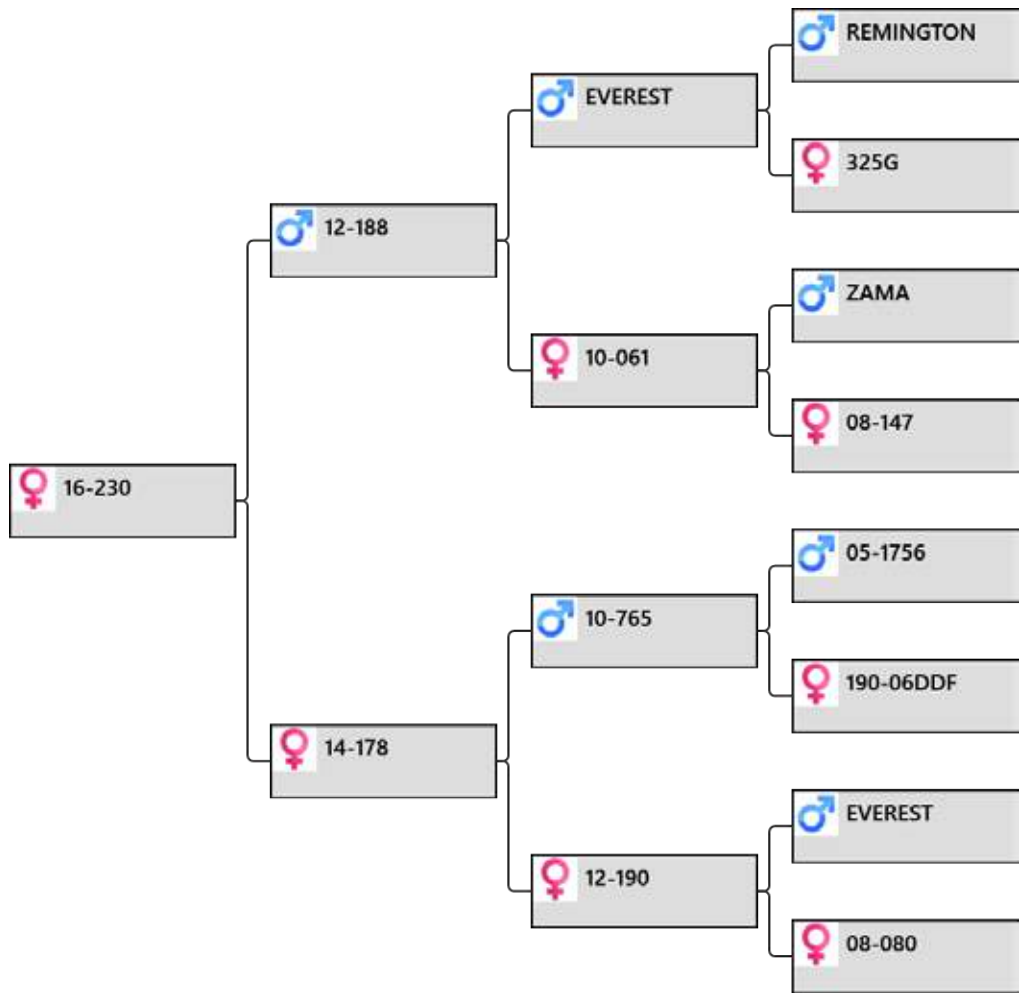 REMINGTON
EVEREST
325G
12-188
ZAMA
10-061
08-147
16-230
05-1756
10-765
190-06DDF
14-178
EVEREST
12-190
08-080